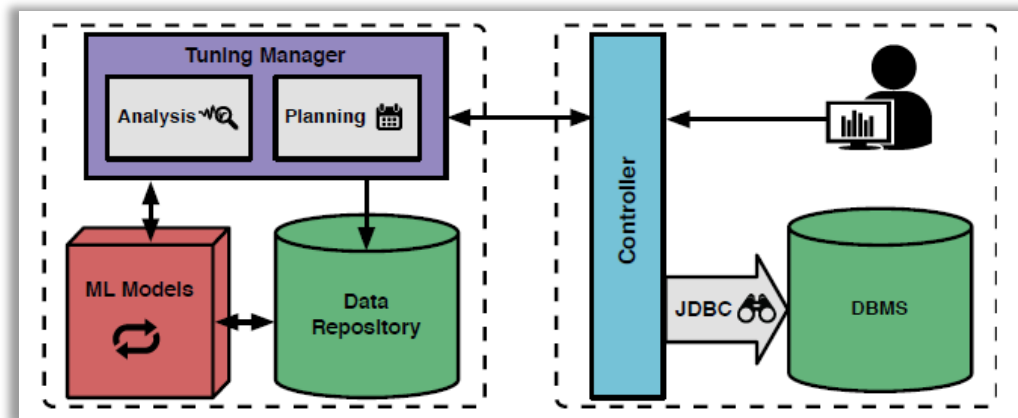 Tuning Manager
Analysis
Planning
ML Models
Data
Repository
Controller
JDBC
DBMS